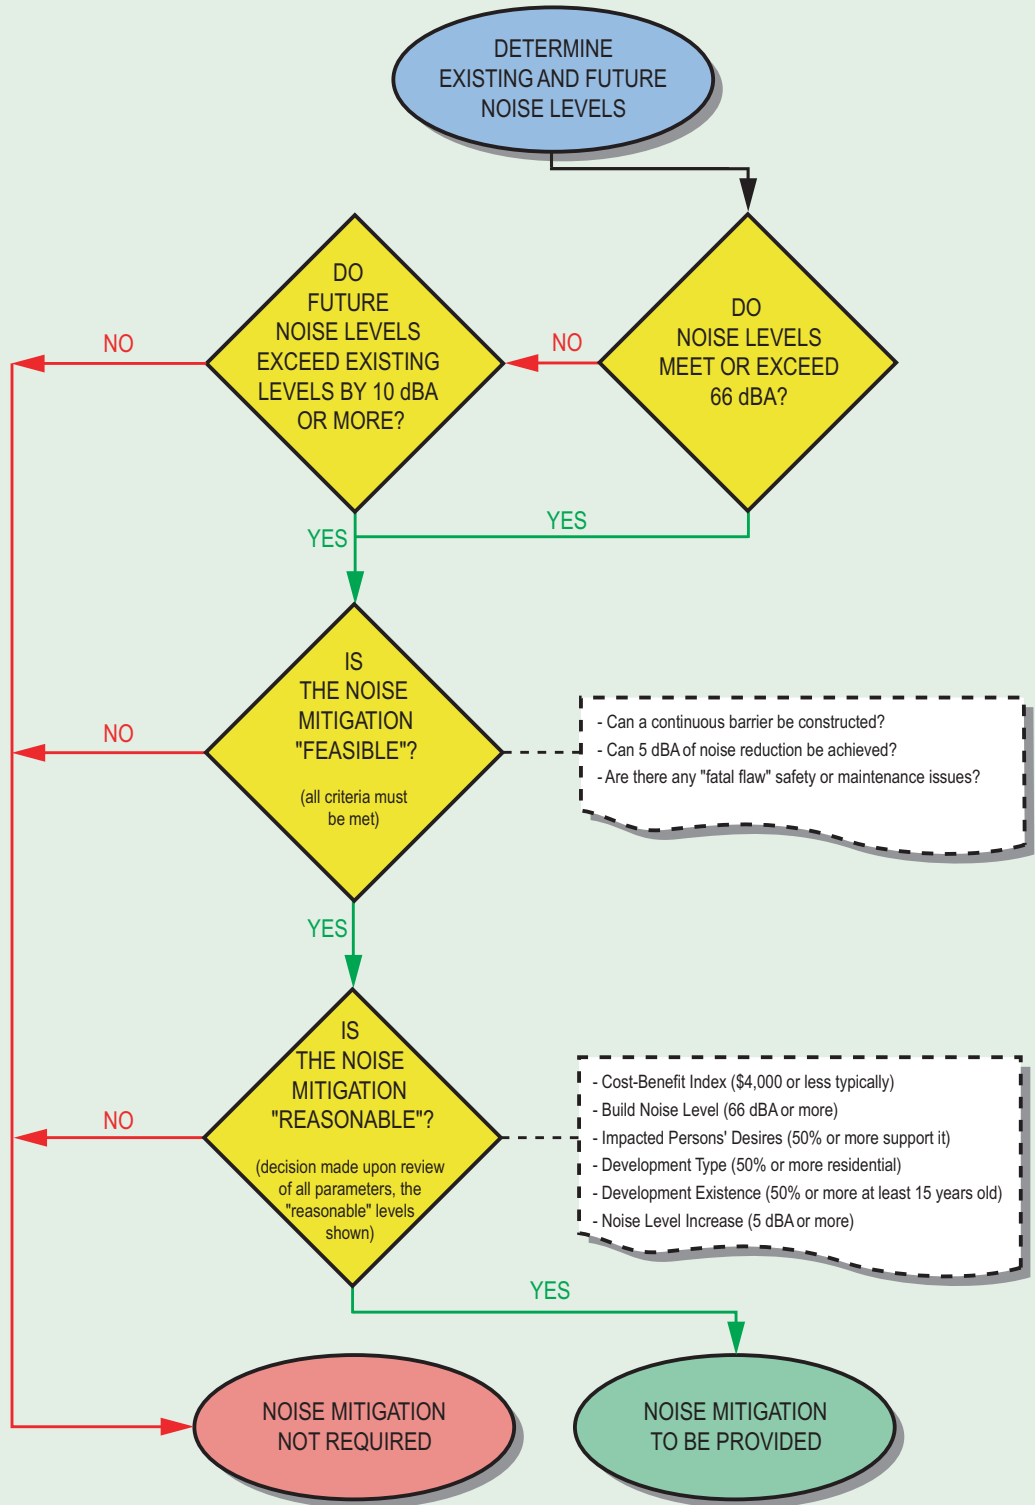 DETERMINE
EXISTING AND FUTURE
NOISE LEVELS
DO
NOISE LEVELS
MEET OR EXCEED
66 dBA?
NO
DO
FUTURE
NOISE LEVELS
EXCEED EXISTING
LEVELS BY 10 dBA
OR MORE?
NO
YES
YES
IS
THE NOISE
MITIGATION
"FEASIBLE"?
(all criteria must
be met)
NO
- Can a continuous barrier be constructed?
- Can 5 dBA of noise reduction be achieved?
- Are there any "fatal flaw" safety or maintenance issues?
YES
IS
THE NOISE
MITIGATION
"REASONABLE"?
(decision made upon review
of all parameters, the
"reasonable" levels
shown)
NO
- Cost-Benefit Index ($4,000 or less typically)
- Build Noise Level (66 dBA or more)
- Impacted Persons' Desires (50% or more support it)
- Development Type (50% or more residential)
- Development Existence (50% or more at least 15 years old)
- Noise Level Increase (5 dBA or more)
YES
NOISE MITIGATION
NOT REQUIRED
NOISE MITIGATION
TO BE PROVIDED